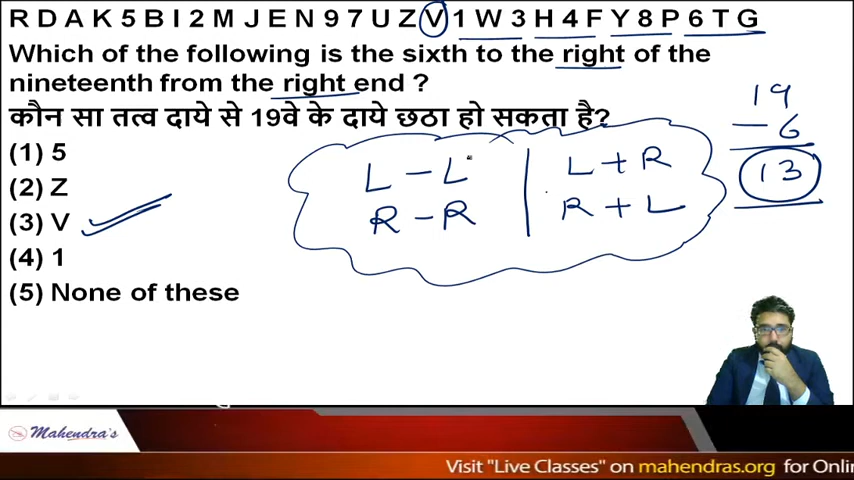 R D A K 5 B I 2 M J E N 9 7 U Z V 1 W 3 H 4 F Y 8 P 6 T G
Which of the following is the sixth to the right of the
nineteenth from the right end ?
कौन सा तत्व दाये से 19वे के दाये छठा हो सकता है?
(1) 5
(2) Z
(3) V
(4) 1
(5) None of these
19
– 6
13
L – L | L + R
R – R | R + L
Mahendra's
Visit "Live Classes" on mahendras.org for Onli